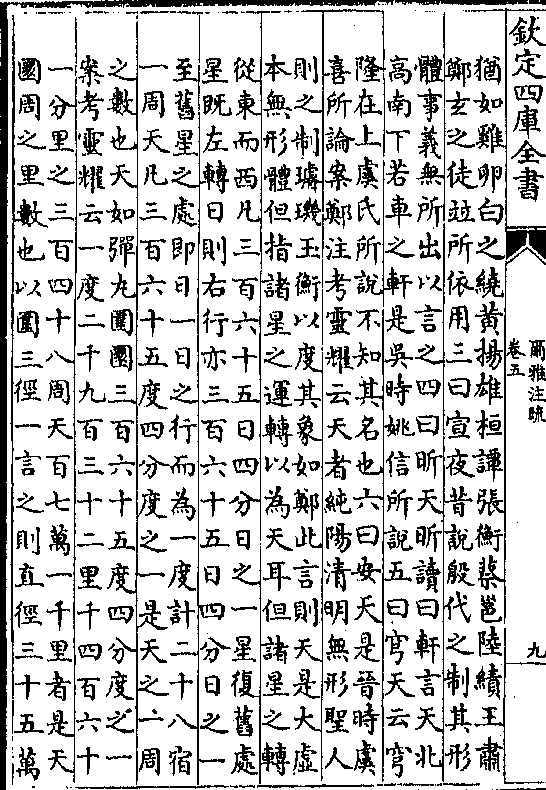 欽定四庫全書
爾雅注疏
卷五
九
猶如雞卵白之繞黃揚雄桓譚張衡蔡邕陸績王肅
鄭玄之徒竝所依用三曰宣夜昔說殷代之制其形
體事義無所出以言之四曰昕天昕讀曰軒言天北
高南下若車之軒是吳時姚信所說五曰穹天云穹
隆在上虞氏所說不知其名也六曰安天是晉時虞
喜所論案鄭注考靈耀云天者純陽清明無形聖人
則之制璿璣玉衡以度其象如鄭此言則天是大虛
本無形體但指諸星之運轉以為天耳但諸星之轉
從東而西凡三百六十五日四分日之一星復舊處
星既左轉日則右行亦三百六十五日四分日之一
至舊星之處即日一日之行而為一度計二十八宿
一周天凡三百六十五度四分度之一是天之一周
之數也天如彈丸圍圜三百六十五度四分度之一
案考靈耀云一度二千九百三十二里千四百六十
一分里之三百四十八周天百七萬一千里者是天
圜周之里數也以圍三徑一言之則直徑三十五萬